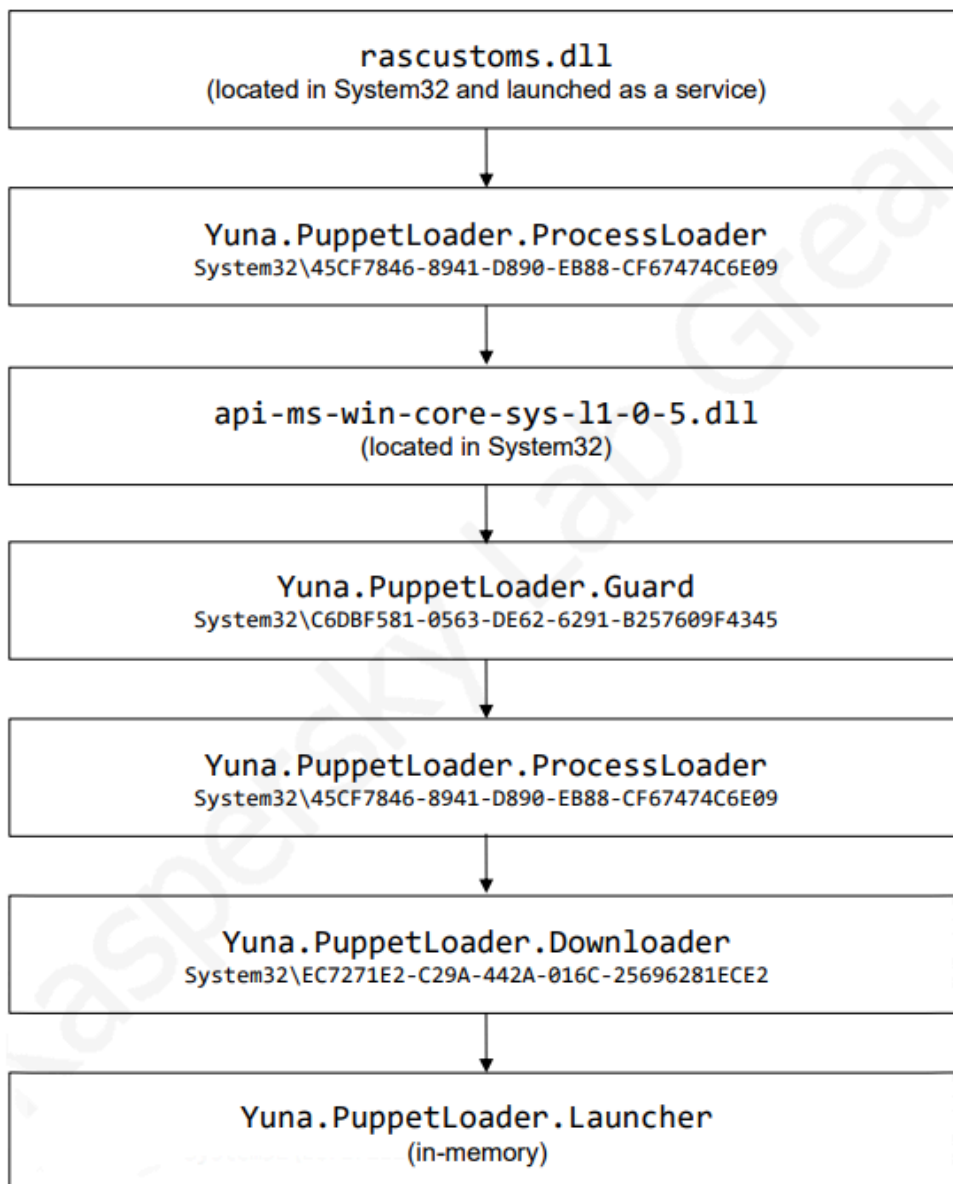 rascustoms.dll
(located in System32 and launched as a service)
Yuna.PuppetLoader.ProcessLoader
System32\45CF7846-8941-D890-EB88-CF67474C6E09
api-ms-win-core-sys-l1-0-5.dll
(located in System32)
Yuna.PuppetLoader.Guard
System32\C6DBF581-0563-DE62-6291-B257609F4345
Yuna.PuppetLoader.ProcessLoader
System32\45CF7846-8941-D890-EB88-CF67474C6E09
Yuna.PuppetLoader.Downloader
System32\EC7271E2-C29A-442A-016C-25696281ECE2
Yuna.PuppetLoader.Launcher
(in-memory)
Kaspersky Lab Great